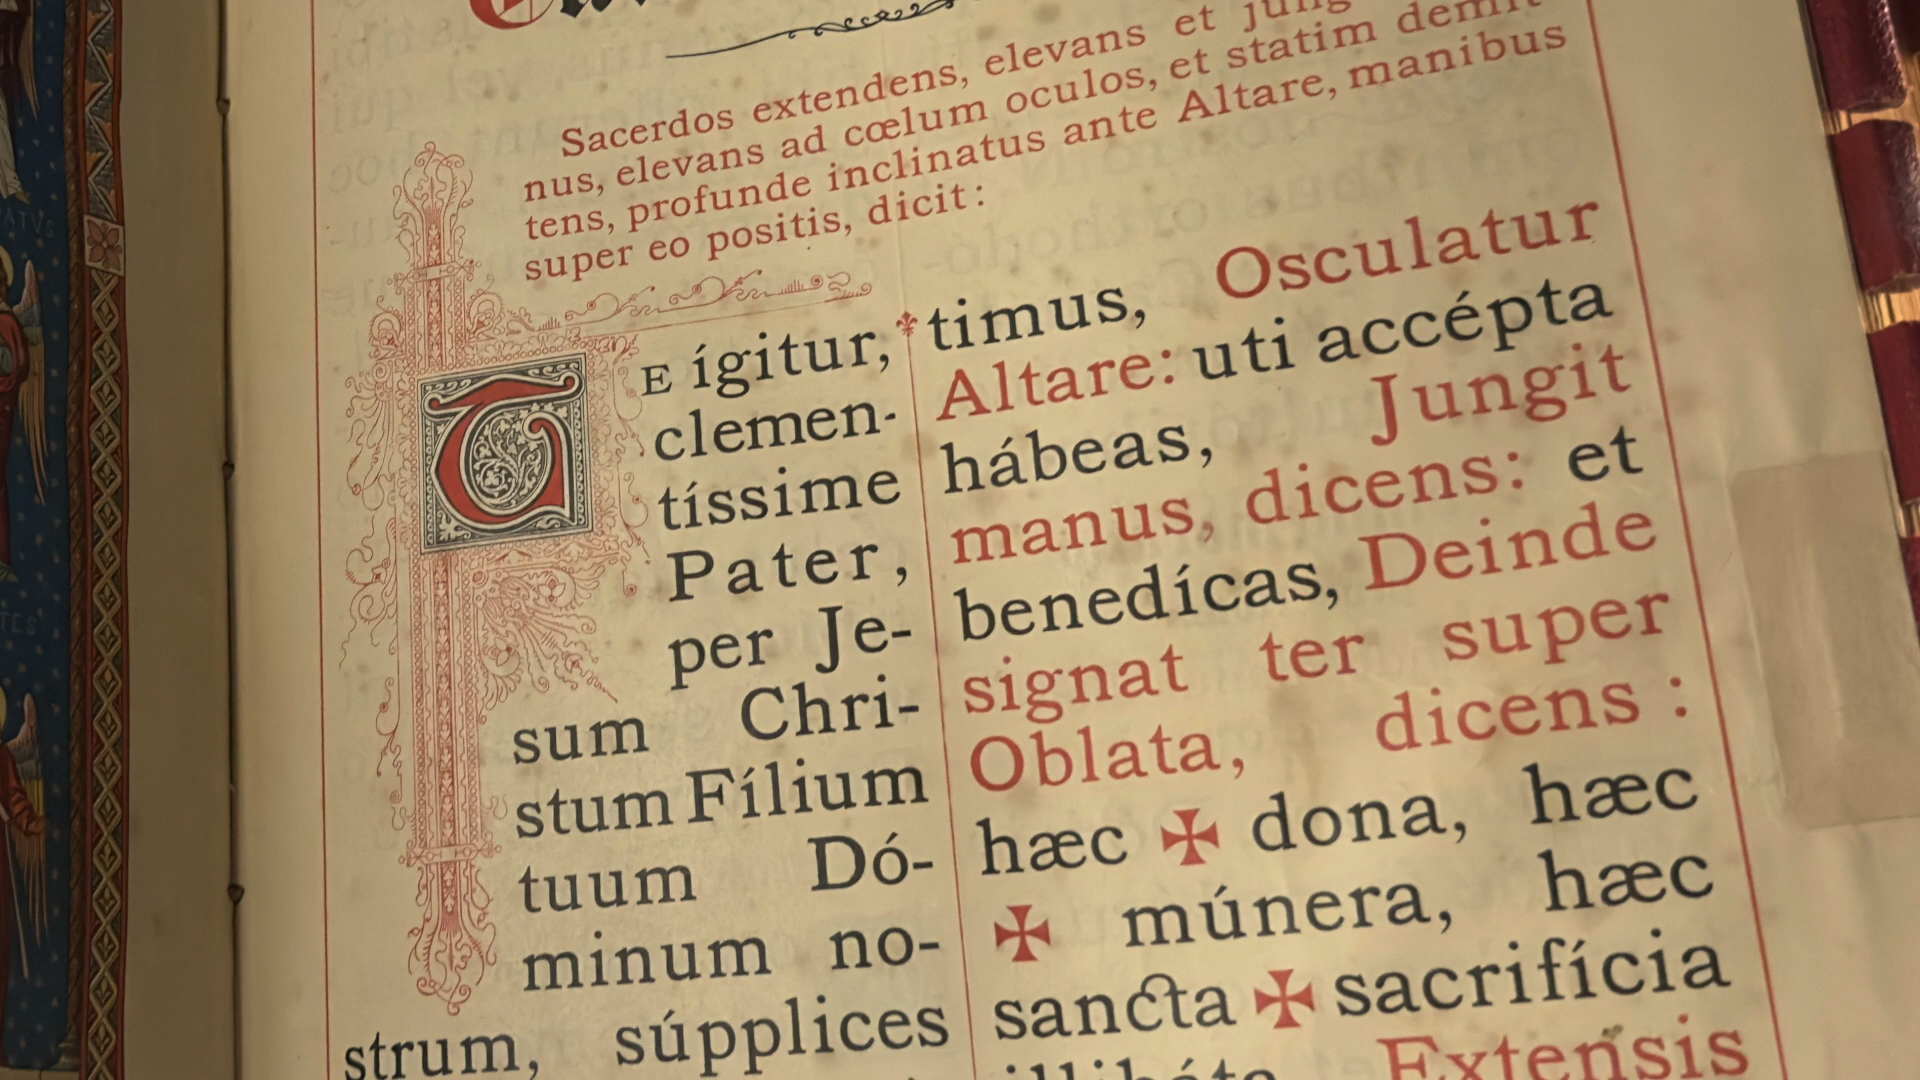 Sacerdos extendens, elevans et jung
nus, elevans ad cœlum oculos, et statim demit
tens, profunde inclinatus ante Altare, manibus
super eo positis, dicit:
TE ígitur,
clemen-
tíssime
Pater,
per Je-
sum Chri-
stum Fílium
tuum Dó-
minum no-
strum, súpplices
timus, Osculatur
Altare: uti accépta
hábeas, Jungit
manus, dicens: et
benedícas, Deinde
signat ter super
Oblata, dicens:
hæc ✠ dona, hæc
✠ múnera, hæc
sancta ✠ sacrifícia
Extensis